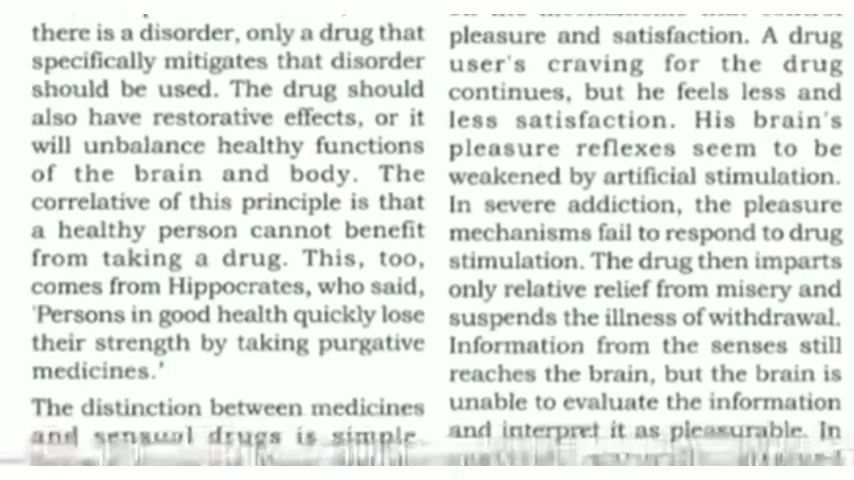 there is a disorder, only a drug that
specifically mitigates that disorder
should be used. The drug should
also have restorative effects, or it
will unbalance healthy functions
of the brain and body. The
correlative of this principle is that
a healthy person cannot benefit
from taking a drug. This, too,
comes from Hippocrates, who said,
'Persons in good health quickly lose
their strength by taking purgative
medicines.'
The distinction between medicines
and sensual drugs is simple.
pleasure and satisfaction. A drug
user's craving for the drug
continues, but he feels less and
less satisfaction. His brain's
pleasure reflexes seem to be
weakened by artificial stimulation.
In severe addiction, the pleasure
mechanisms fail to respond to drug
stimulation. The drug then imparts
only relative relief from misery and
suspends the illness of withdrawal.
Information from the senses still
reaches the brain, but the brain is
unable to evaluate the information
and interpret it as pleasurable. In